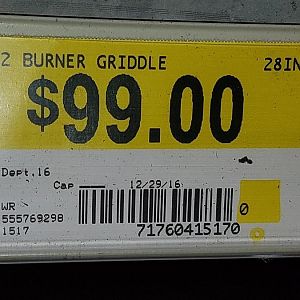 2 BURNER GRIDDLE 28IN
$99.00
Dept.16
Cap 12/29/16
WR
555769298
1517
71760415170 0